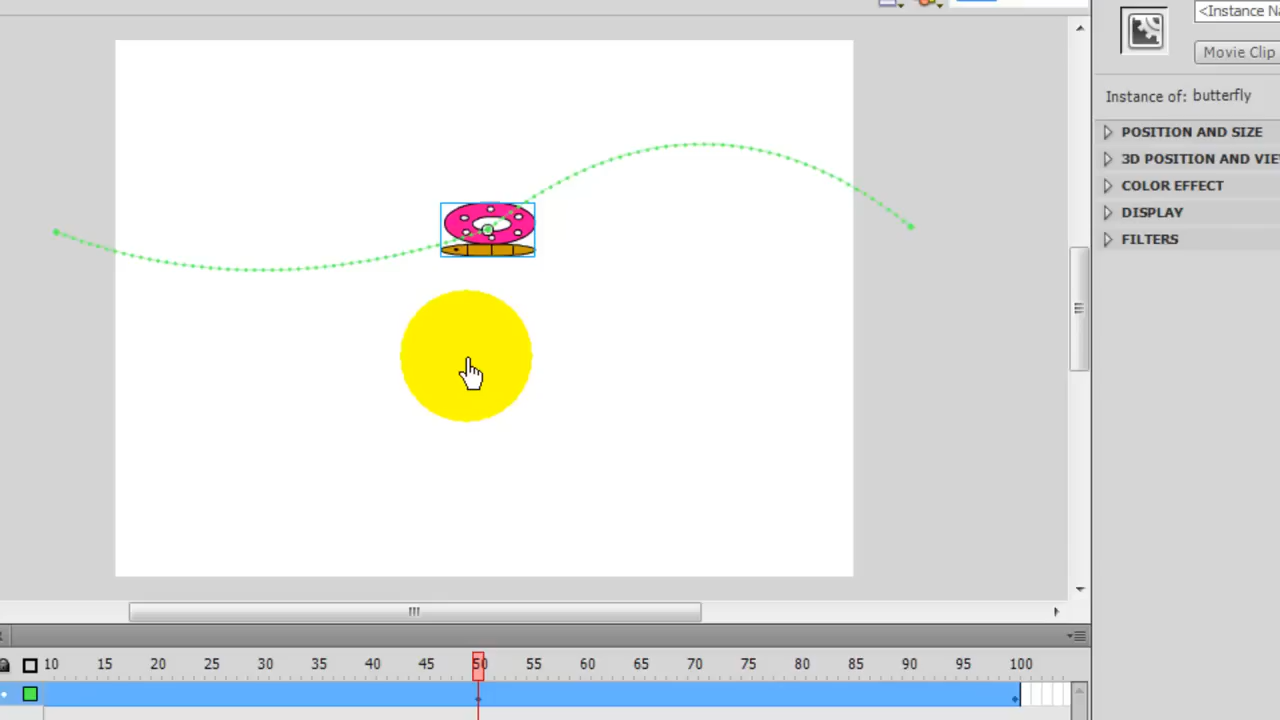 <Instance Na
Movie Clip
Instance of: butterfly
POSITION AND SIZE
3D POSITION AND VIE
COLOR EFFECT
DISPLAY
FILTERS
10 15 20 25 30 35 40 45 50 55 60 65 70 75 80 85 90 95 100